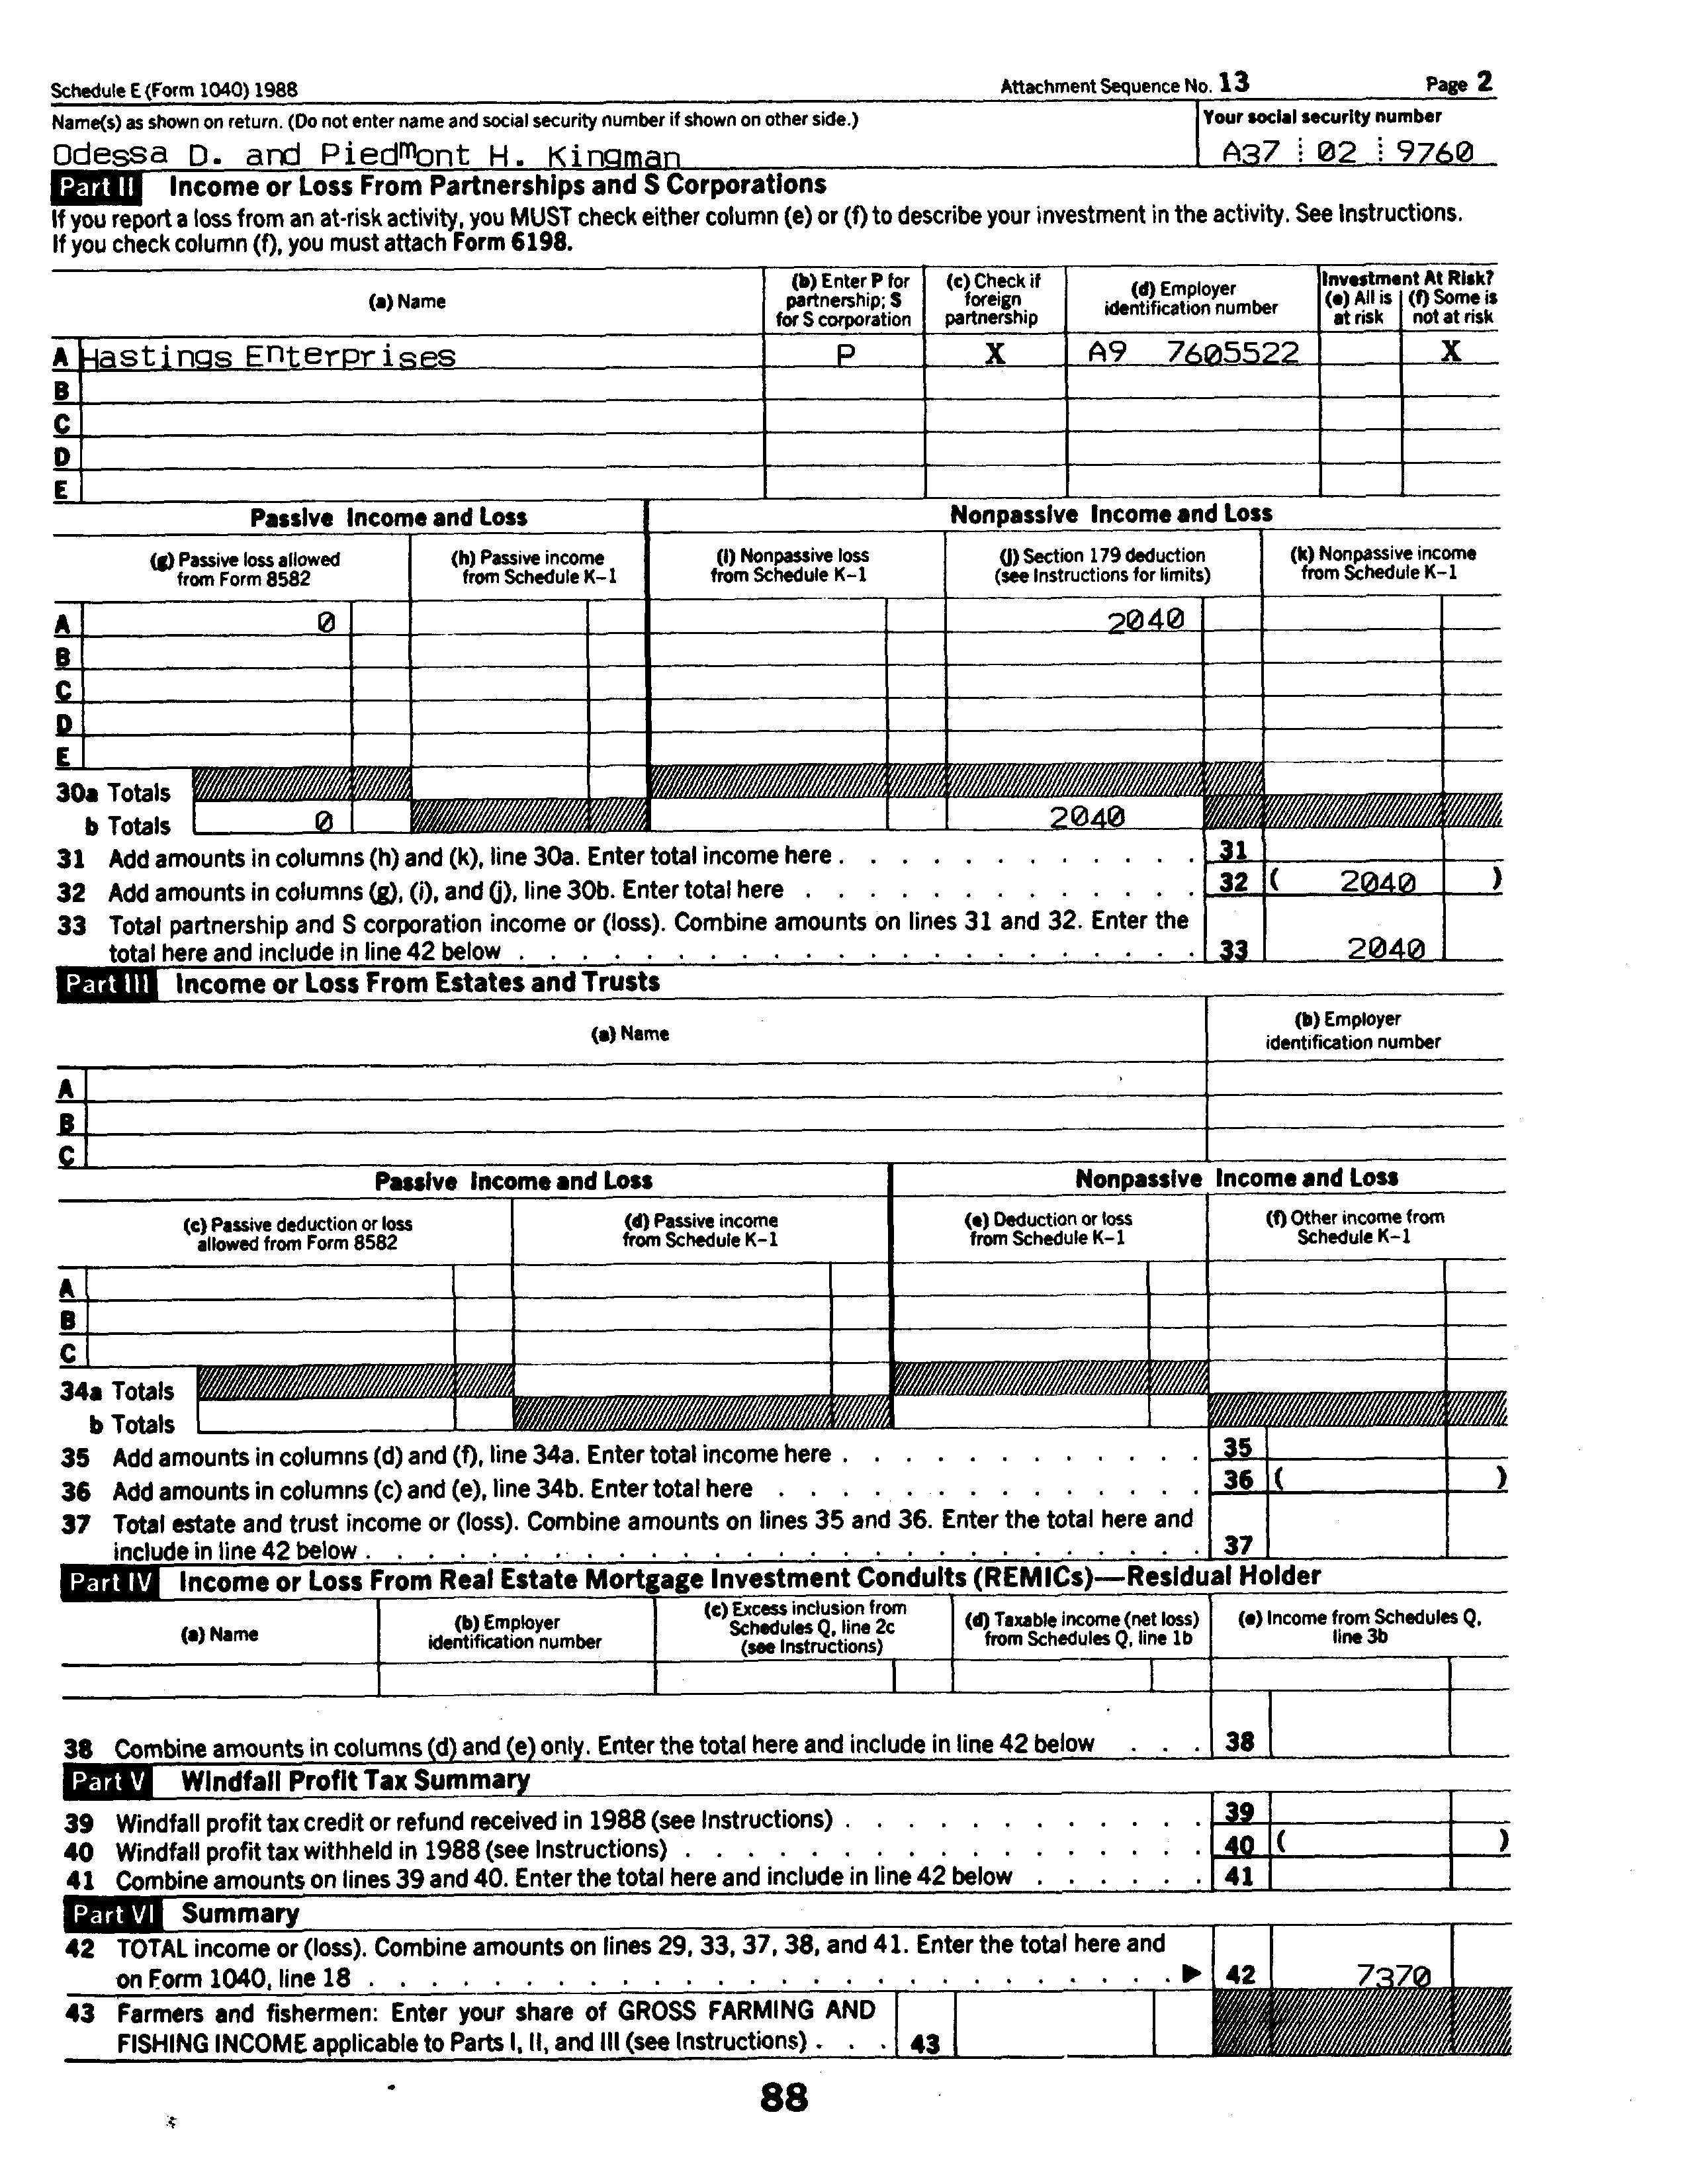 Schedule E (Form 1040) 1988 Attachment Sequence No. 13 Page 2
Name(s) as shown on return. (Do not enter name and social security number if shown on other side.) Your social security number
Odessa D. and Piedmont H. Kingman A37 02 9760
Part II Income or Loss From Partnerships and S Corporations
If you report a loss from an at-risk activity, you MUST check either column (e) or (f) to describe your investment in the activity. See Instructions.
If you check column (f), you must attach Form 6198.
(a) Name
(b) Enter P for
partnership; S
for S corporation
(c) Check if
foreign
partnership
(d) Employer
identification number
Investment At Risk?
(e) All is
at risk
(f) Some is
not at risk
A Hastings Enterprises P X A9 7605522 X
B
C
D
E
Passive Income and Loss Nonpassive Income and Loss
(g) Passive loss allowed
from Form 8582
(h) Passive income
from Schedule K–1
(i) Nonpassive loss
from Schedule K–1
(j) Section 179 deduction
(see Instructions for limits)
(k) Nonpassive income
from Schedule K–1
A 0 2040
B
C
D
E
30a Totals
b Totals 0 2040
31 Add amounts in columns (h) and (k), line 30a. Enter total income here . . . . . . . . . . . . 31
32 Add amounts in columns (g), (i), and (j), line 30b. Enter total here . . . . . . . . . . . . . 32 ( 2040 )
33 Total partnership and S corporation income or (loss). Combine amounts on lines 31 and 32. Enter the
total here and include in line 42 below . . . . . . . . . . . . . . . . . . . . . . 33 2040
Part III Income or Loss From Estates and Trusts
(a) Name
(b) Employer
identification number
A
B
C
Passive Income and Loss Nonpassive Income and Loss
(c) Passive deduction or loss
allowed from Form 8582
(d) Passive income
from Schedule K–1
(e) Deduction or loss
from Schedule K–1
(f) Other income from
Schedule K–1
A
B
C
34a Totals
b Totals
35 Add amounts in columns (d) and (f), line 34a. Enter total income here . . . . . . . . . . . . 35
36 Add amounts in columns (c) and (e), line 34b. Enter total here . . . . . . . . . . . . . . 36 ( )
37 Total estate and trust income or (loss). Combine amounts on lines 35 and 36. Enter the total here and
include in line 42 below . . . . . . . . . . . . . . . . . . . . . . . . . . 37
Part IV Income or Loss From Real Estate Mortgage Investment Conduits (REMICs)—Residual Holder
(a) Name
(b) Employer
identification number
(c) Excess inclusion from
Schedules Q, line 2c
(see Instructions)
(d) Taxable income (net loss)
from Schedules Q, line 1b
(e) Income from Schedules Q,
line 3b
38 Combine amounts in columns (d) and (e) only. Enter the total here and include in line 42 below . . . 38
Part V Windfall Profit Tax Summary
39 Windfall profit tax credit or refund received in 1988 (see Instructions) . . . . . . . . . . . . 39
40 Windfall profit tax withheld in 1988 (see Instructions) . . . . . . . . . . . . . . . . . 40 ( )
41 Combine amounts on lines 39 and 40. Enter the total here and include in line 42 below . . . . . . 41
Part VI Summary
42 TOTAL income or (loss). Combine amounts on lines 29, 33, 37, 38, and 41. Enter the total here and
on Form 1040, line 18 . . . . . . . . . . . . . . . . . . . . . . . . . ▶ 42 7370
43 Farmers and fishermen: Enter your share of GROSS FARMING AND
FISHING INCOME applicable to Parts I, II, and III (see Instructions) . . . 43
88